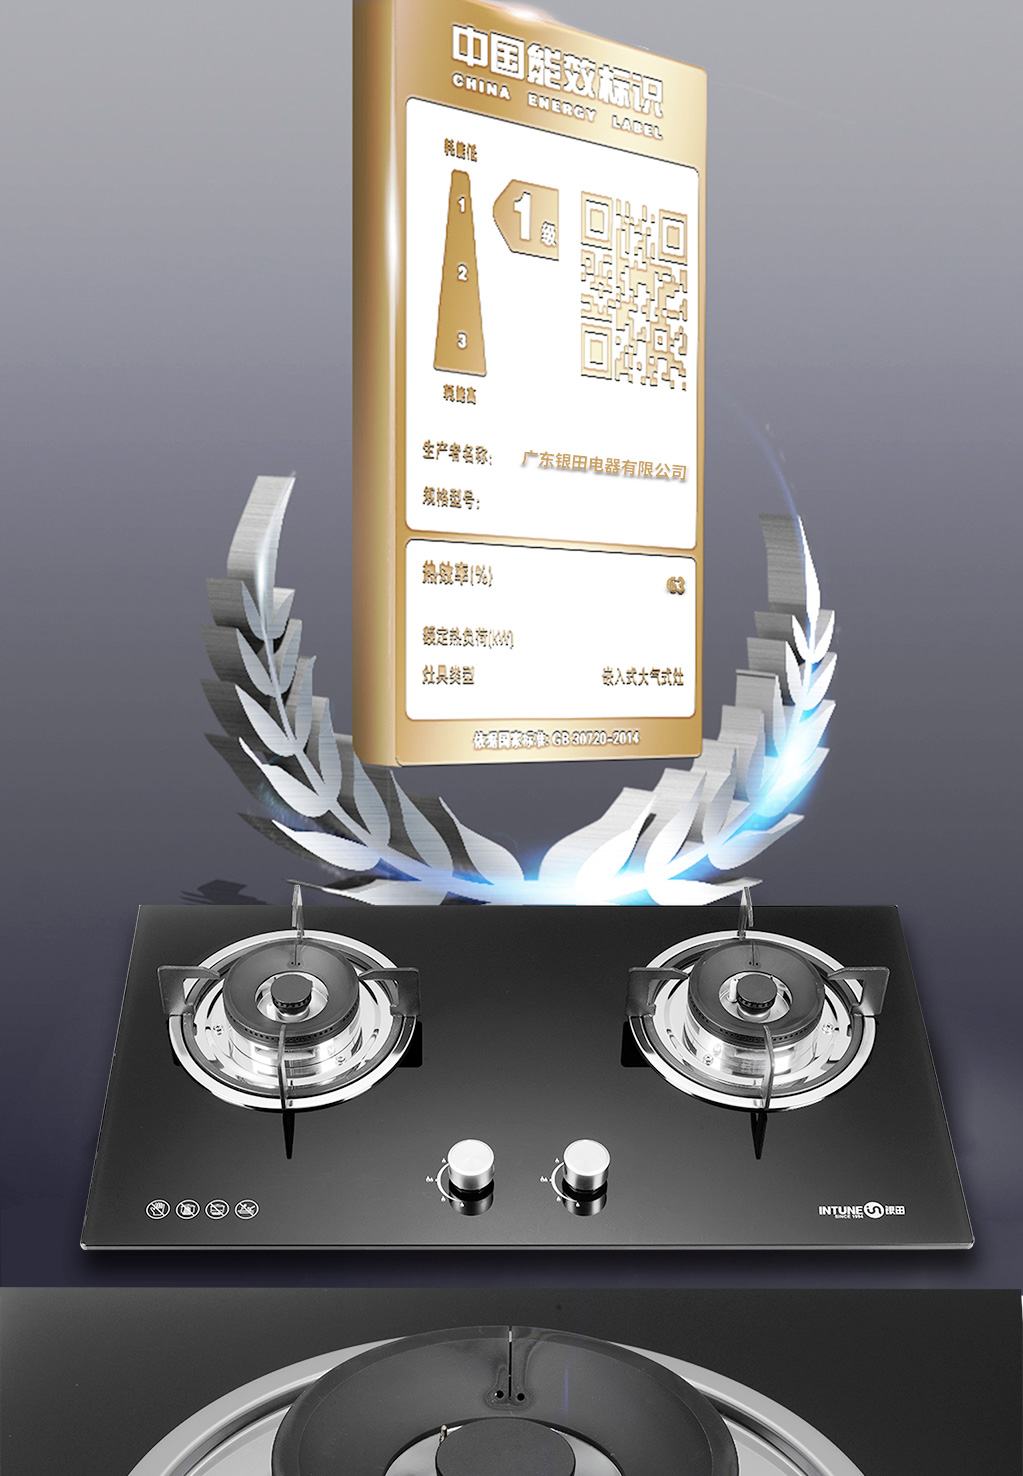 中国能效标识
CHINA ENERGY LABEL
耗能低
1
1级
2
3
耗能高
生产者名称: 广东银田电器有限公司
规格型号:
热效率(%) 63
额定热负荷(kW)
灶具类型 嵌入式大气式灶
依据国家标准: GB 30720-2014
INTUNE in 银田
SINCE 1994